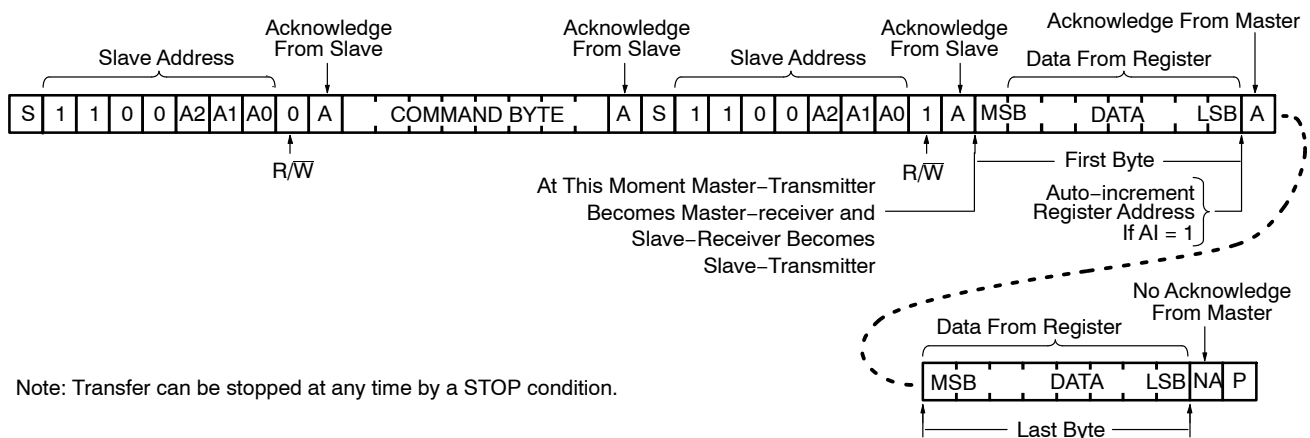 Acknowledge From Slave
Acknowledge From Slave
Acknowledge From Slave
Acknowledge From Master
Slave Address
Slave Address
Data From Register
S 1 1 0 0 A2 A1 A0 0 A COMMAND BYTE A S 1 1 0 0 A2 A1 A0 1 A MSB DATA LSB A
R/W̅
R/W̅
First Byte
At This Moment Master−Transmitter
Becomes Master−receiver and
Slave−Receiver Becomes
Slave−Transmitter
Auto−increment
Register Address
If AI = 1
No Acknowledge
From Master
Data From Register
MSB DATA LSB NA P
Last Byte
Note: Transfer can be stopped at any time by a STOP condition.